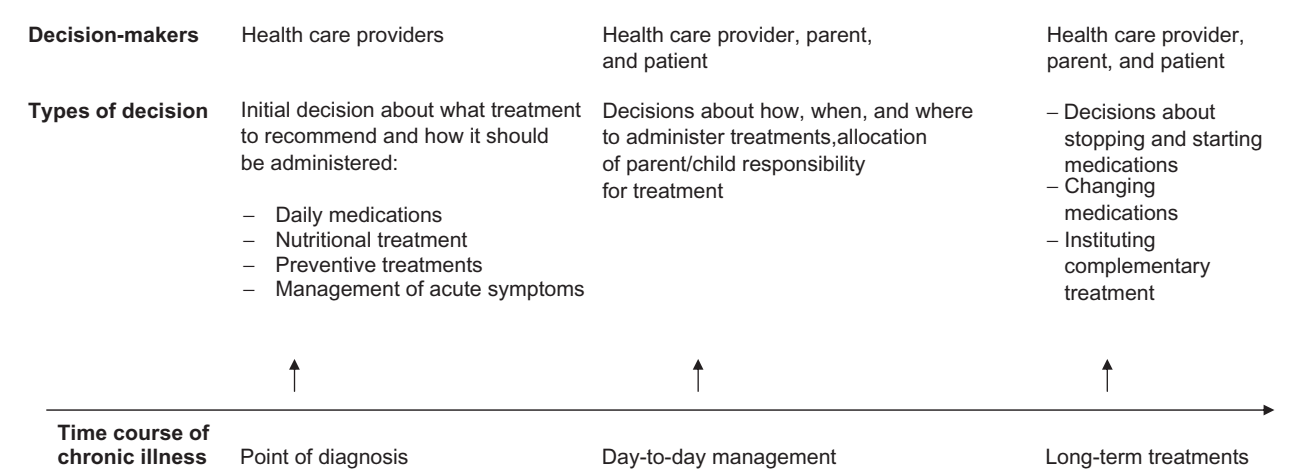 Decision-makers Health care providers Health care provider, parent, and patient Health care provider, parent, and patient
Types of decision
Initial decision about what treatment
to recommend and how it should
be administered:
– Daily medications
– Nutritional treatment
– Preventive treatments
– Management of acute symptoms
Decisions about how, when, and where
to administer treatments,allocation
of parent/child responsibility
for treatment
– Decisions about
stopping and starting
medications
– Changing
medications
– Instituting
complementary
treatment
Time course of
chronic illness
Point of diagnosis
Day-to-day management
Long-term treatments